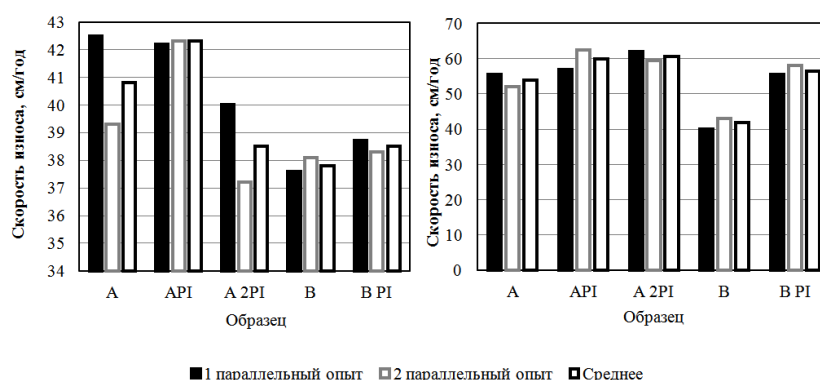 Скорость износа, см/год
43
42
41
40
39
38
37
36
35
34
A API A 2PI B B PI
Образец
Скорость износа, см/год
70
60
50
40
30
20
10
0
A API A 2PI B B PI
Образец
1 параллельный опыт 2 параллельный опыт Среднее